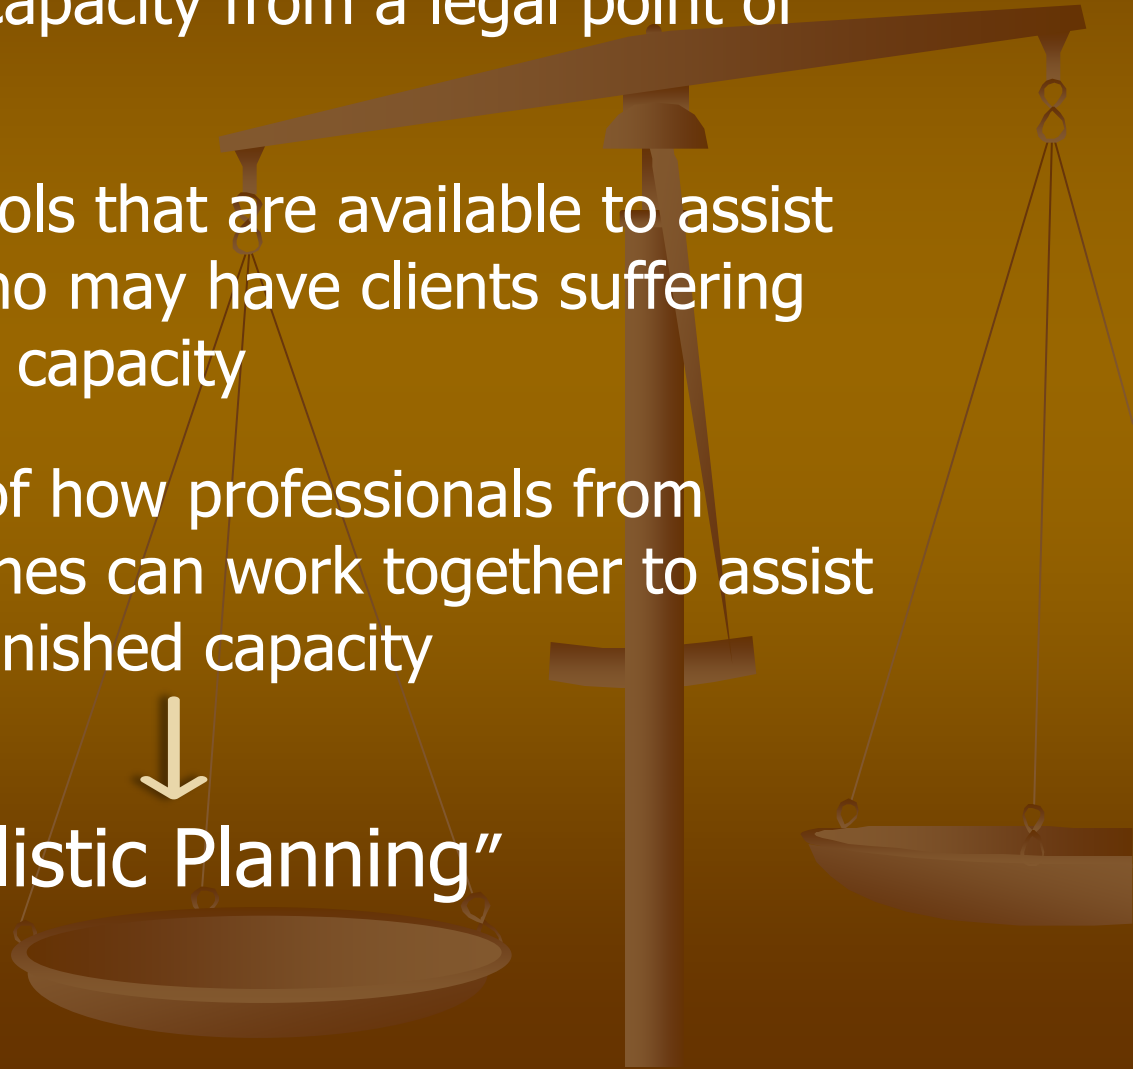 capacity from a legal point of
ols that are available to assist
no may have clients suffering
capacity
of how professionals from
nes can work together to assist
nished capacity
listic Planning”